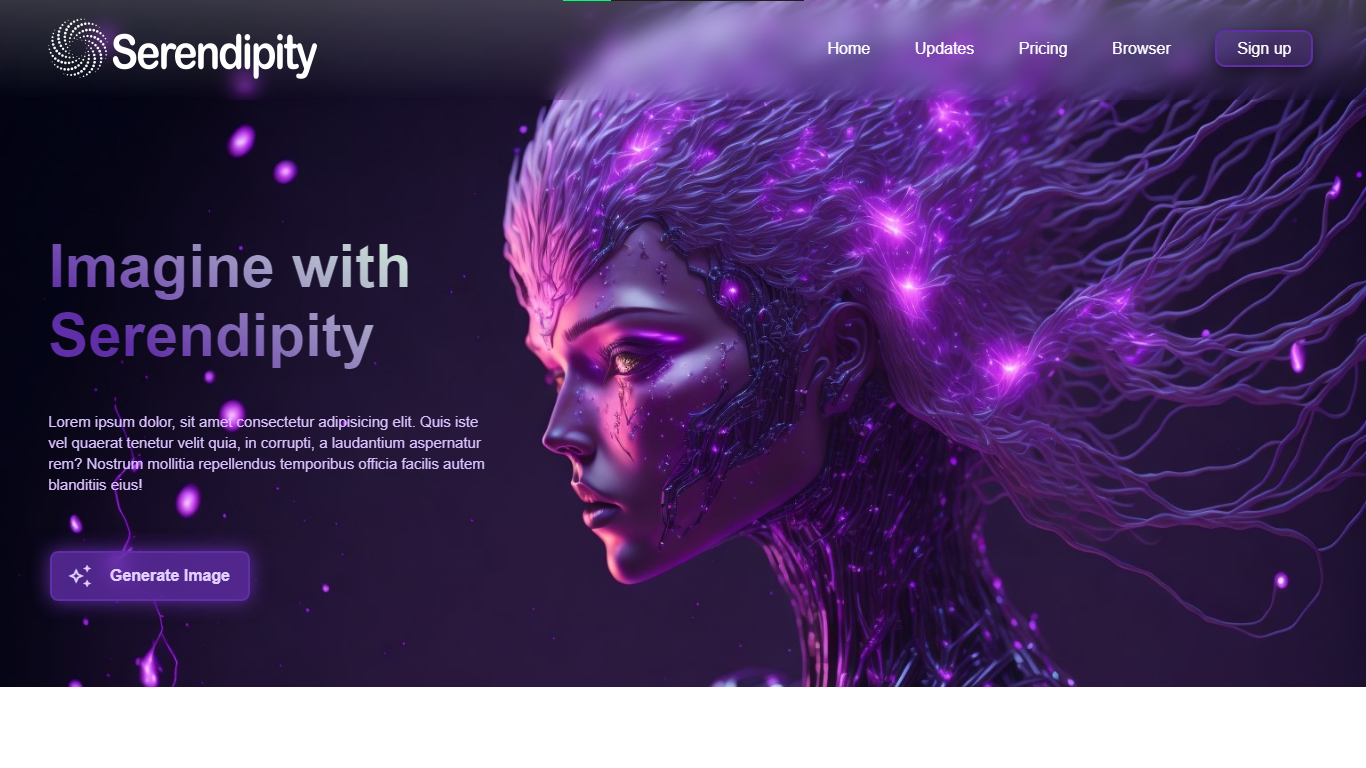 Serendipity
Home
Updates
Pricing
Browser
Sign up
Imagine with
Serendipity
Lorem ipsum dolor, sit amet consectetur adipisicing elit. Quis iste
vel quaerat tenetur velit quia, in corrupti, a laudantium aspernatur
rem? Nostrum mollitia repellendus temporibus officia facilis autem
blanditiis eius!
Generate Image